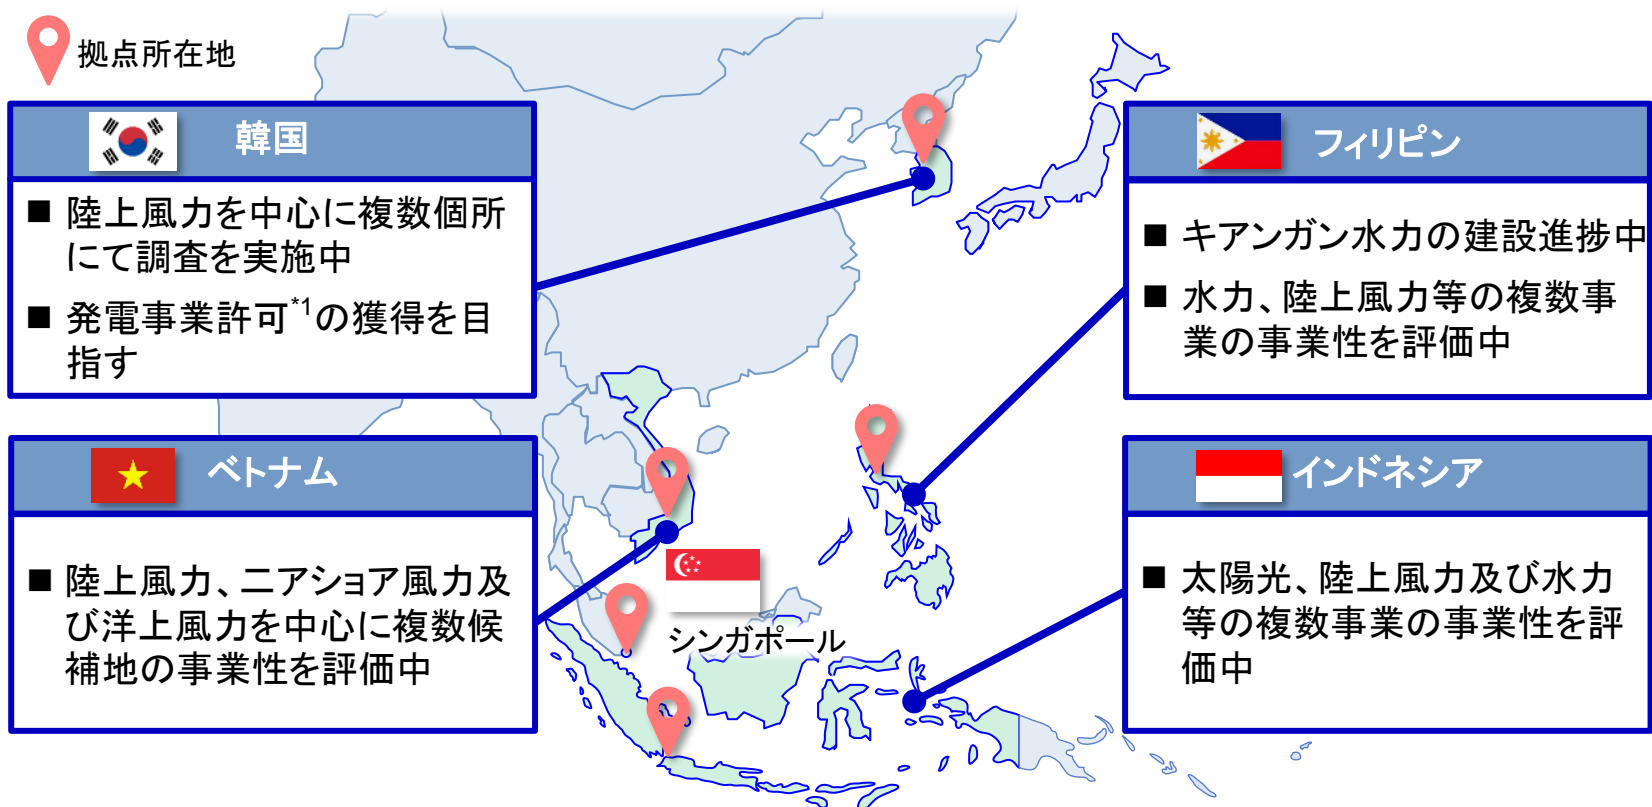 拠点所在地
韓国
■ 陸上風力を中心に複数個所
にて調査を実施中
■ 発電事業許可*1の獲得を目
指す
フィリピン
■ キアンガン水力の建設進捗中
■ 水力、陸上風力等の複数事
業の事業性を評価中
ベトナム
■ 陸上風力、ニアショア風力及
び洋上風力を中心に複数候
補地の事業性を評価中
シンガポール
インドネシア
■ 太陽光、陸上風力及び水力
等の複数事業の事業性を評
価中